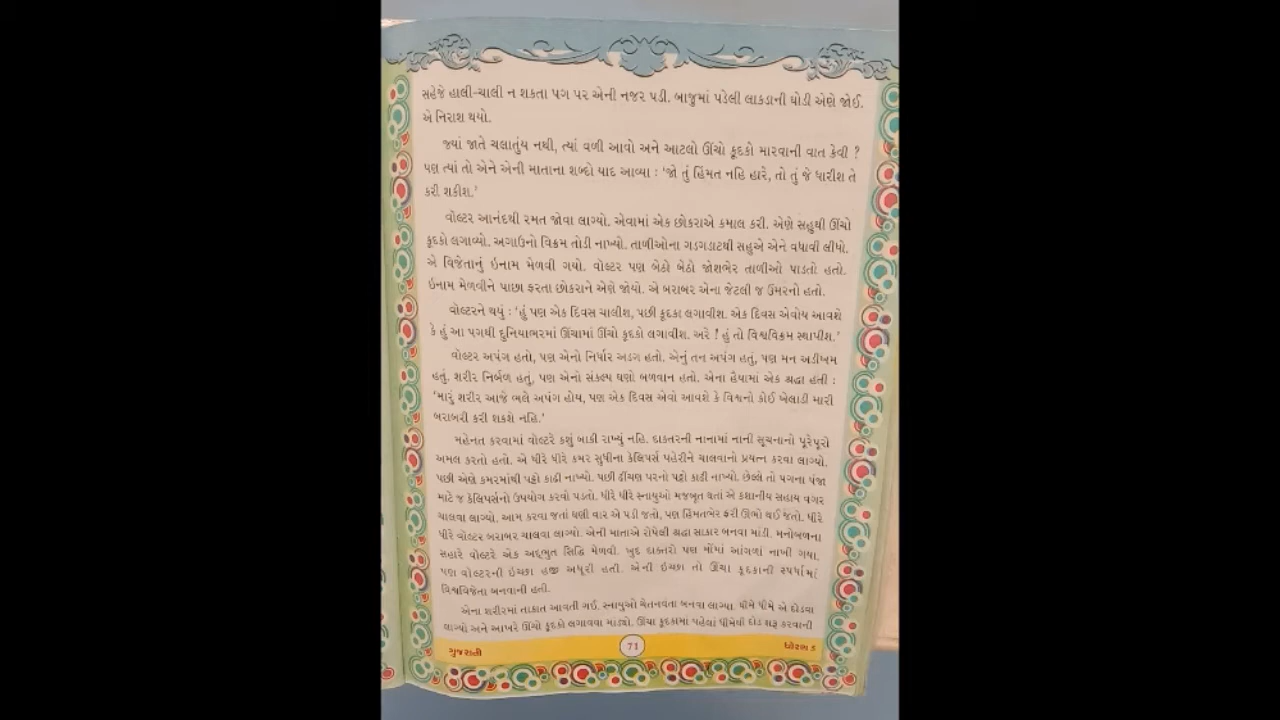 સહેજે હાલી-ચાલી ન શકતા પગ પર એની નજર પડી. બાજુમાં પડેલી લાકડાની ઘોડી એણે જોઈ.
એ નિરાશ થયો.
જ્યાં જાતે ચલાતુંય નથી, ત્યાં વળી આવો અને આટલો ઊંચો કૂદકો મારવાની વાત કેવી ?
પણ ત્યાં તો એને એની માતાના શબ્દો યાદ આવ્યા : ‘જો તું હિંમત નહિ હારે, તો તું જે ધારીશ તે
કરી શકીશ.’
વોલ્ટર આનંદથી રમત જોવા લાગ્યો. એવામાં એક છોકરાએ કમાલ કરી. એણે સહુથી ઊંચો
કૂદકો લગાવ્યો. અગાઉનો વિક્રમ તોડી નાખ્યો. તાળીઓના ગડગડાટથી સહુએ એને વધાવી લીધો.
એ વિજેતાનું ઇનામ મેળવી ગયો. વોલ્ટર પણ બેઠો બેઠો જોશભેર તાળીઓ પાડતો હતો.
ઇનામ મેળવીને પાછા ફરતા છોકરાને એણે જોયો. એ બરાબર એના જેટલી જ ઉંમરનો હતો.
વોલ્ટરને થયું : ‘હું પણ એક દિવસ ચાલીશ, પછી કૂદકા લગાવીશ. એક દિવસ એવોય આવશે
કે હું આ પગથી દુનિયાભરમાં ઊંચામાં ઊંચો કૂદકો લગાવીશ. અરે ! હું તો વિશ્વવિક્રમ સ્થાપીશ.’
વોલ્ટર અપંગ હતો, પણ એનો નિર્ધાર અડગ હતો. એનું તન અપંગ હતું, પણ મન અડીખમ
હતું. શરીર નિર્બળ હતું, પણ એનો સંકલ્પ ઘણો બળવાન હતો. એના હૈયામાં એક શ્રદ્ધા હતી :
‘મારું શરીર આજે ભલે અપંગ હોય, પણ એક દિવસ એવો આવશે કે વિશ્વનો કોઈ ખેલાડી મારી
બરાબરી કરી શકશે નહિ.’
મહેનત કરવામાં વોલ્ટરે કશું બાકી રાખ્યું નહિ. દાક્તરની નાનામાં નાની સૂચનાનો પૂરેપૂરો
અમલ કરતો હતો. એ ધીરે ધીરે કમર સુધીના કેલિપર્સ પહેરીને ચાલવાનો પ્રયત્ન કરવા લાગ્યો.
પછી એણે કમરમાંથી પટ્ટો કાઢી નાખ્યો. પછી ઢીંચણ પરનો પટ્ટો કાઢી નાખ્યો. છેલ્લે તો પગના પંજા
માટે જ કેલિપર્સનો ઉપયોગ કરવો પડતો. ધીરે ધીરે સ્નાયુઓ મજબૂત થતાં એ કશાનીય સહાય વગર
ચાલવા લાગ્યો. આમ કરવા જતાં ઘણી વાર એ પડી જતો, પણ હિંમતભેર ફરી ઊભો થઈ જતો. ધીરે
ધીરે વોલ્ટર બરાબર ચાલવા લાગ્યો. એની માતાએ રોપેલી શ્રદ્ધા સાકાર બનવા માંડી. મનોબળના
સહારે વોલ્ટરે એક અદ્ભુત સિદ્ધિ મેળવી. ખુદ દાક્તરો પણ મોંમાં આંગળાં નાખી ગયા.
પણ વોલ્ટરની ઇચ્છા હજી અધૂરી હતી. એની ઇચ્છા તો ઊંચા કૂદકાની સ્પર્ધામાં
વિશ્વવિજેતા બનવાની હતી.
એના શરીરમાં તાકાત આવતી ગઈ. સ્નાયુઓ ચેતનવંતા બનવા લાગ્યા. ધીમે ધીમે એ દોડવા
લાગ્યો અને આખરે ઊંચો કૂદકો લગાવવા માંડ્યો. ઊંચા કૂદકામાં પહેલાં ધીમેથી દોડ શરૂ કરવાની
ગુજરાતી
71
ધોરણ 6